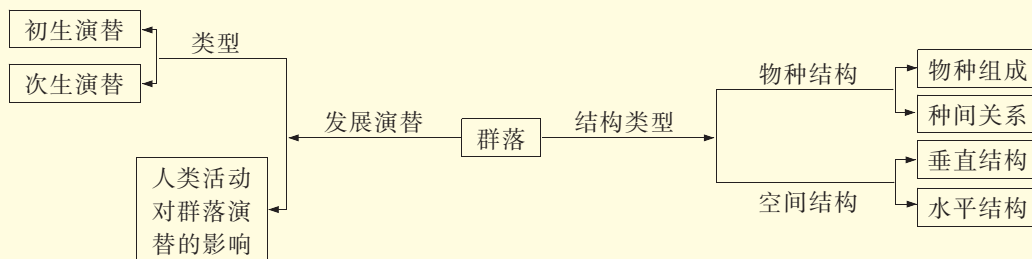 初生演替
类型
次生演替
发展演替
人类活动
对群落演
替的影响
群落
结构类型
物种结构
物种组成
种间关系
空间结构
垂直结构
水平结构